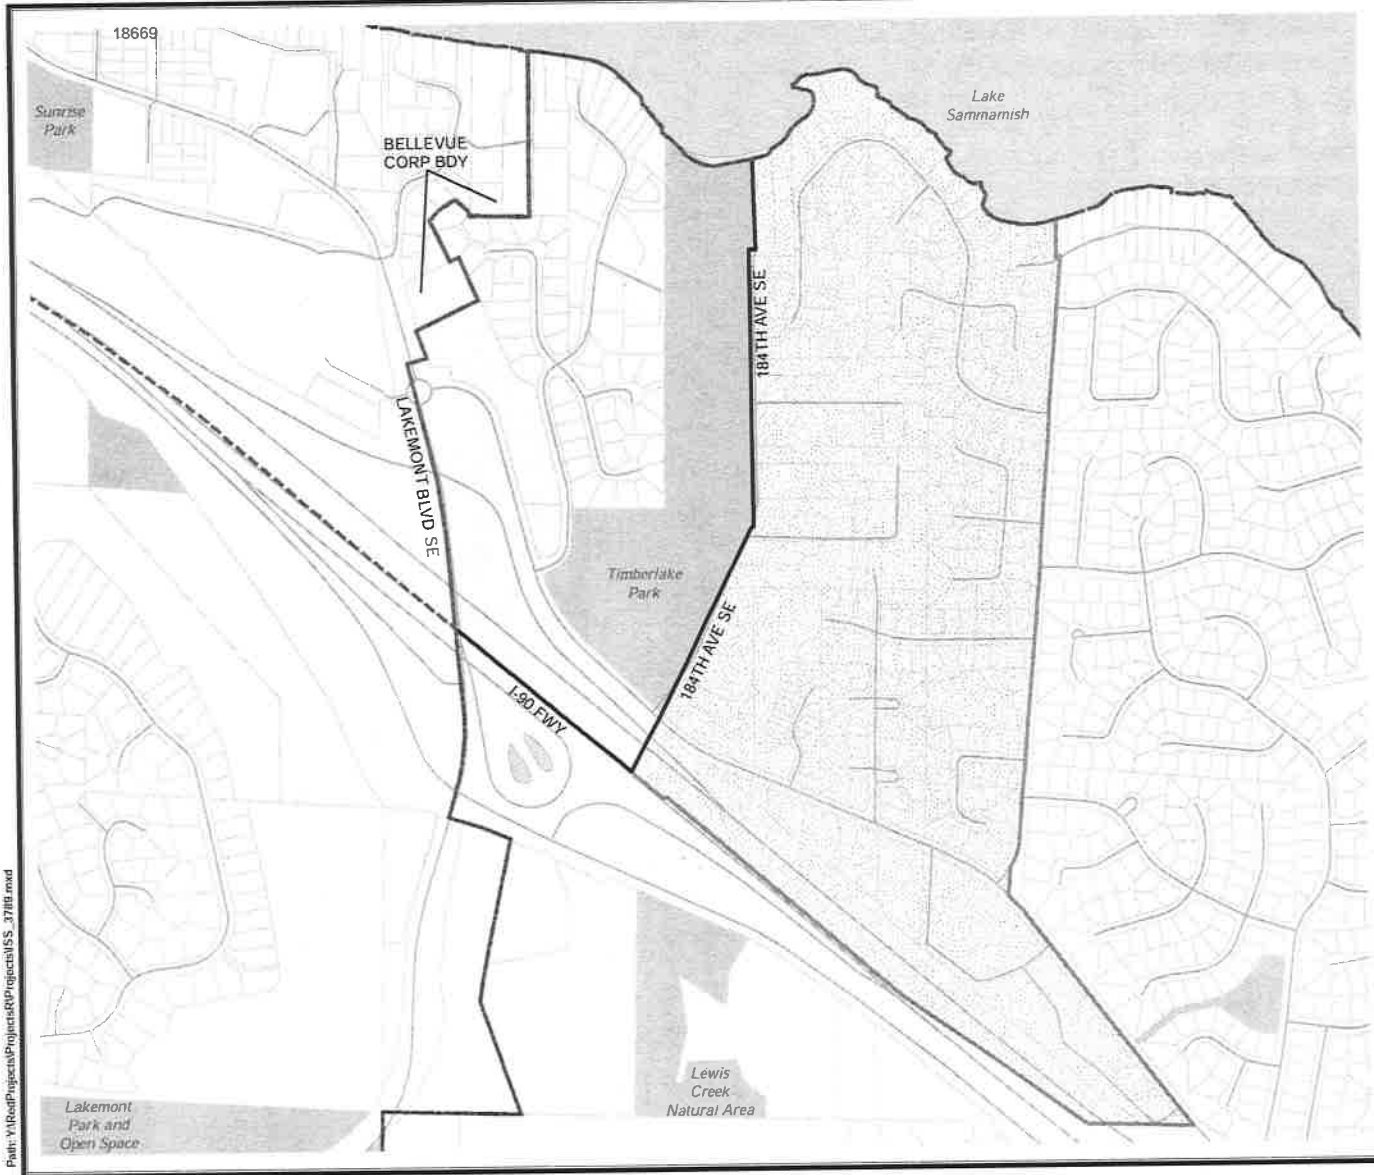 18669
Sunrise
Park
BELLEVUE
CORP BDY
Lake
Sammamish
184TH AVE SE
LAKEMONT BLVD SE
Timberlake
Park
184TH AVE SE
I-90 FWY
Lewis
Creek
Natural Area
Lakemont
Park and
Open Space
Path: Y:\RedProjects\ProjectsR\Projects\ISS_3789.mxd